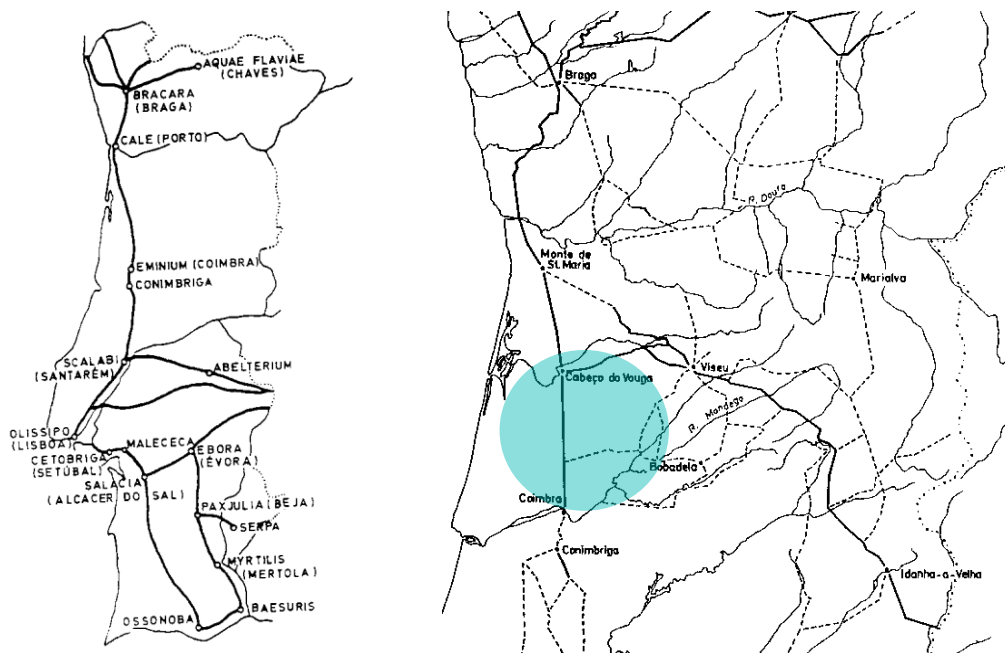 AQUAE FLAVIAE
(CHAVES)
BRACARA
(BRAGA)
CALE (PORTO)
EMINIUM (COIMBRA)
CONIMBRIGA
SCALABI
(SANTARÉM)
ABELTERIUM
OLISSIPO
(LISBOA)
MALECECA
CETOBRIGA
(SETÚBAL)
EBORA
(ÉVORA)
SALACIA
(ALCACER DO SAL)
PAXJULIA (BEJA)
SERPA
MYRTILIS
(MERTOLA)
BAESURIS
OSSONOBA
Braga
R. Douro
Monte de
St. Maria
Marialva
Cabeço do Vouga
Viseu
R. Mondego
Bobadela
Coimbra
Conimbriga
Idanha-a-Velha